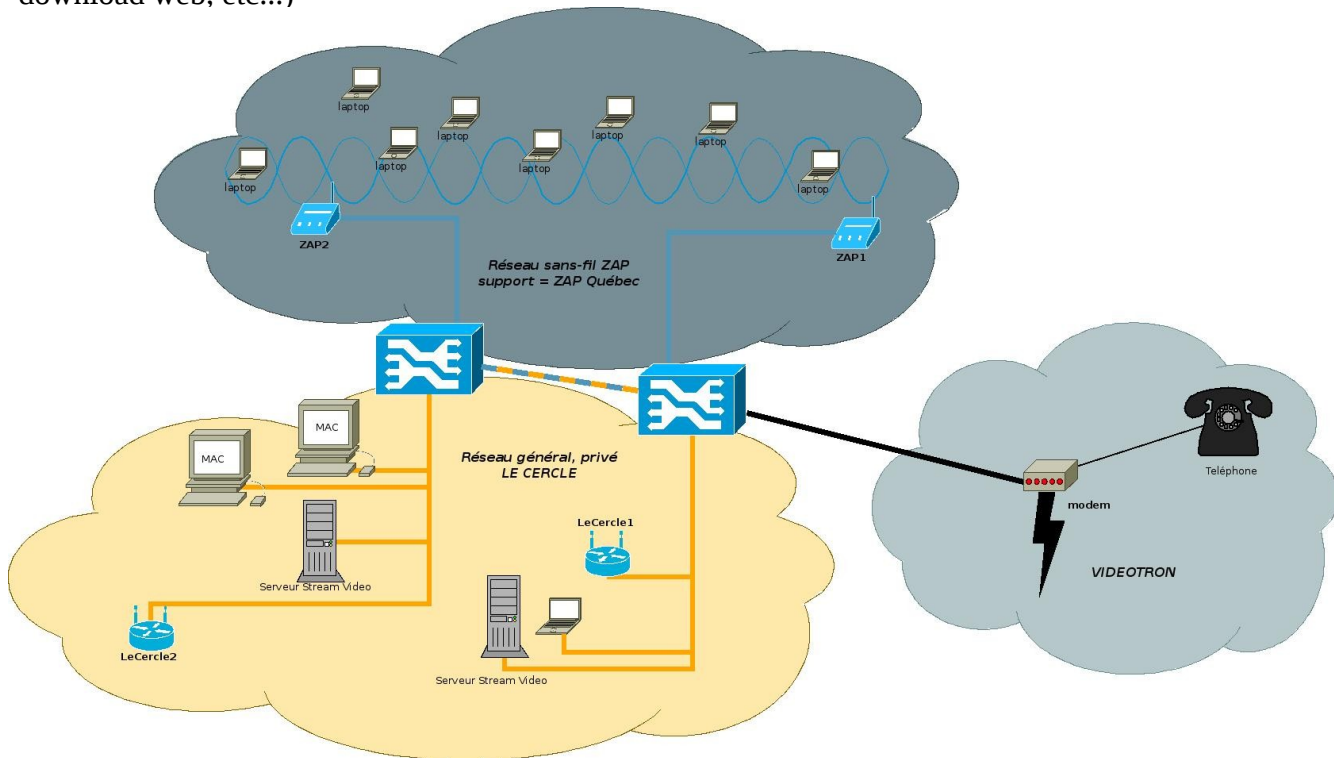 download web, etc...)
laptop
laptop
laptop
laptop
laptop
laptop
laptop
laptop
ZAP2
ZAP1
Réseau sans-fil ZAP
support = ZAP Québec
MAC
MAC
Réseau général, privé
LE CERCLE
Teléphone
modem
LeCercle1
VIDEOTRON
Serveur Stream Video
LeCercle2
Serveur Stream Video